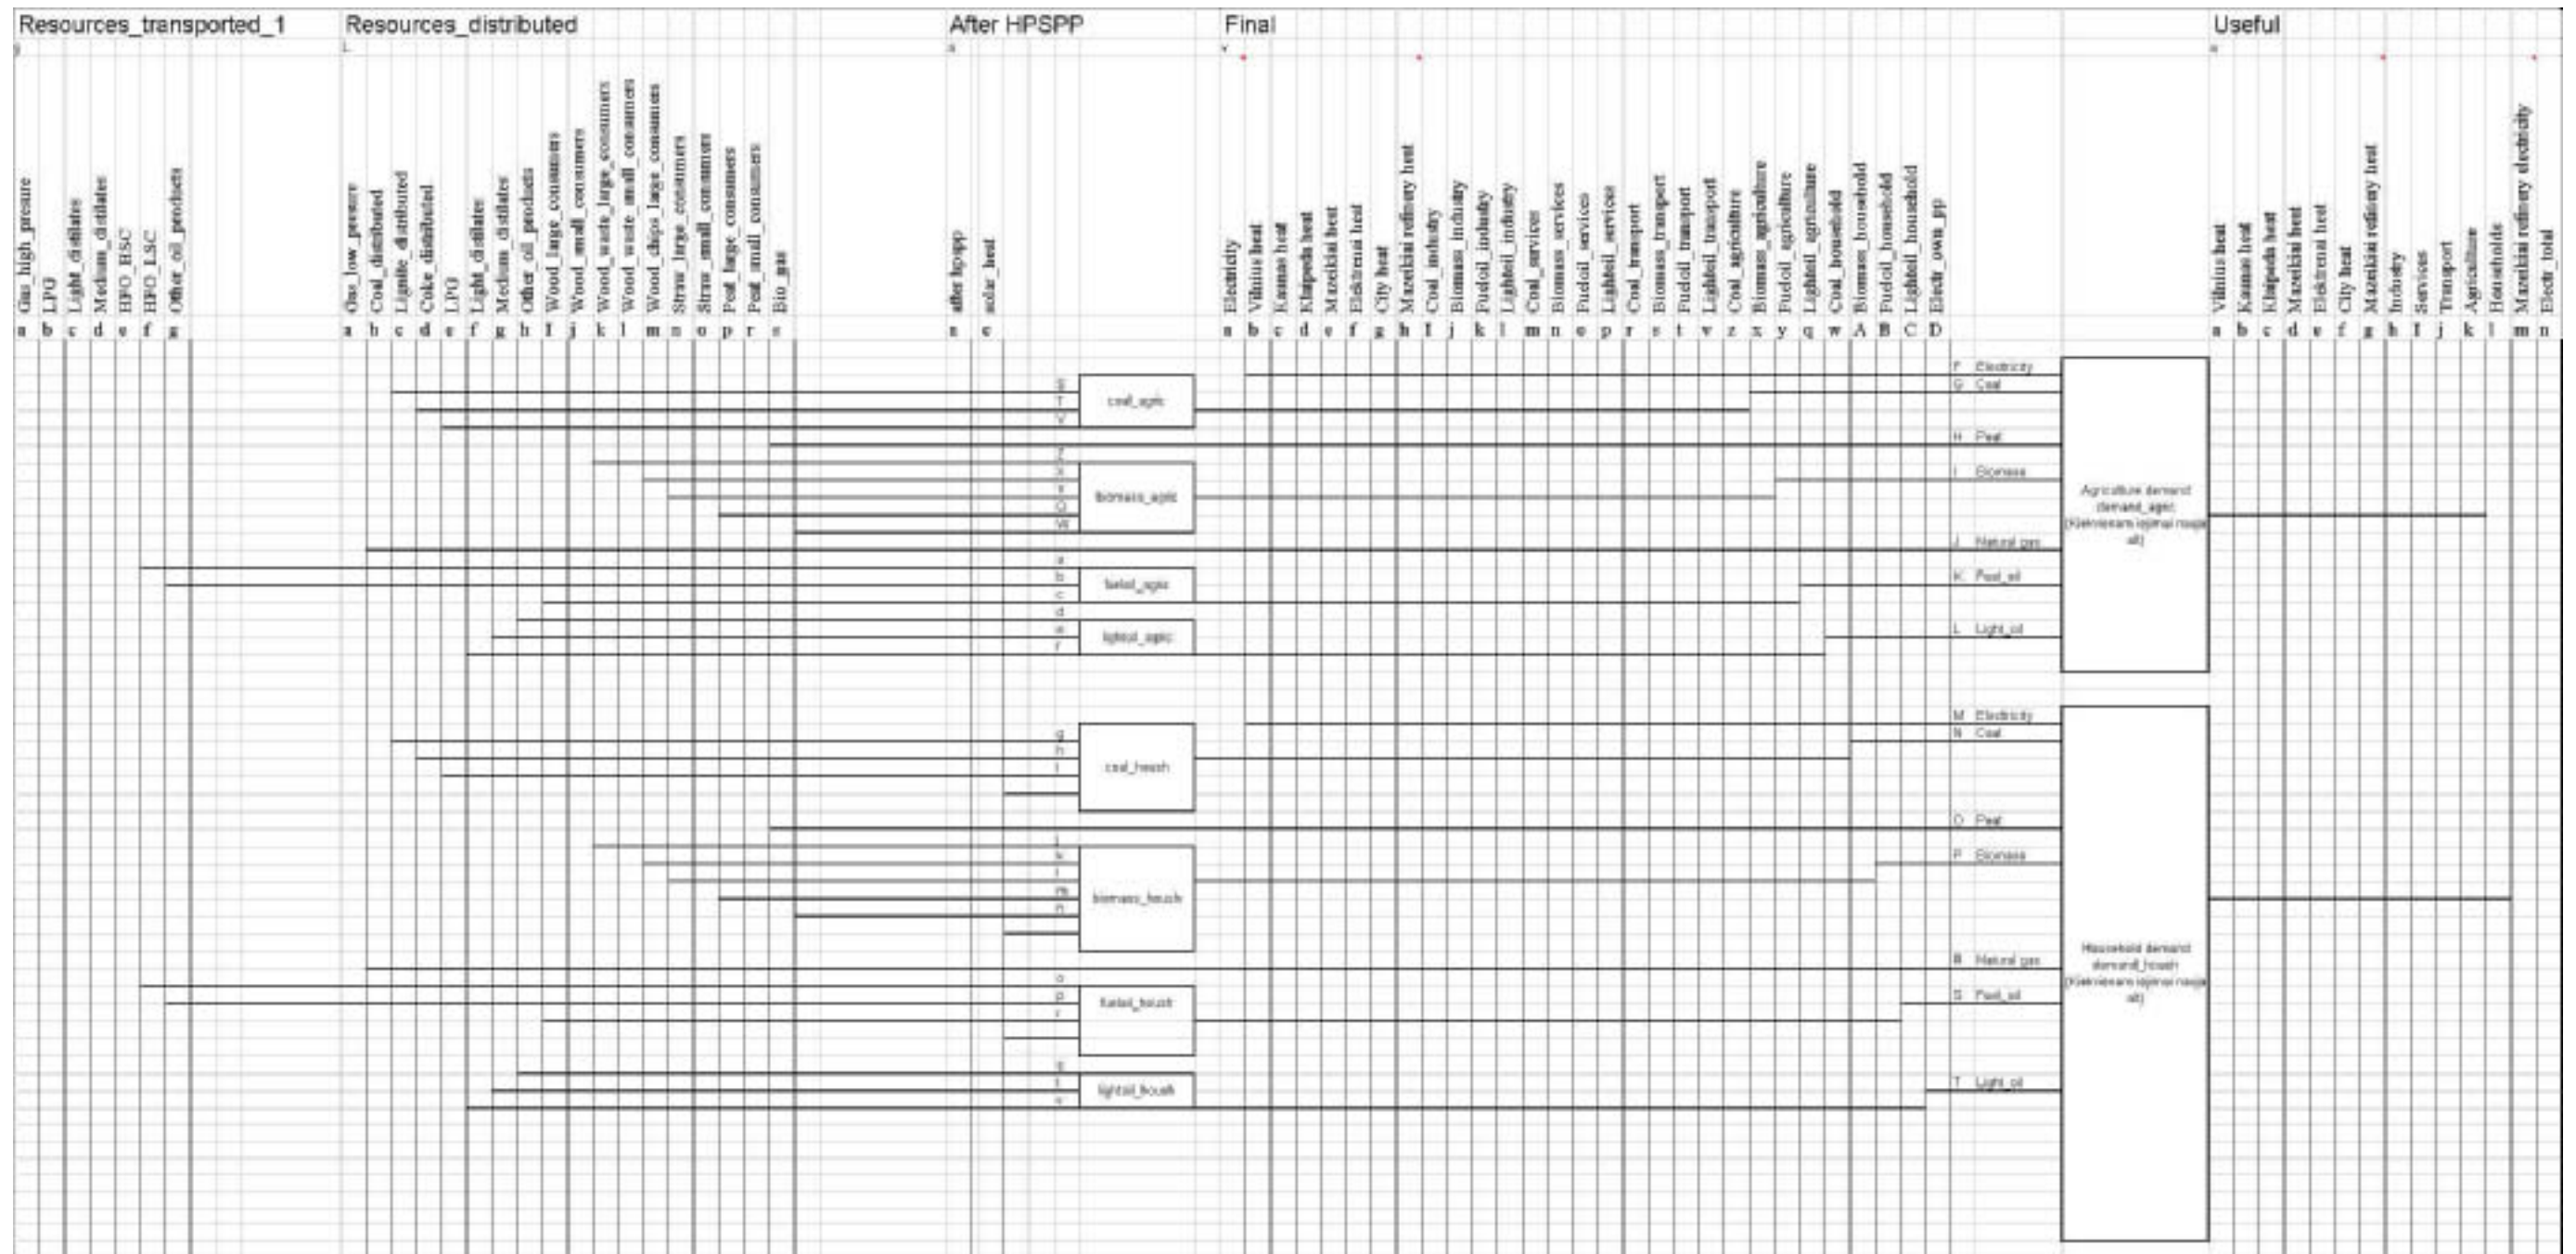 Resources_transported_1
Resources_distributed
After HPSPP
Final
Useful
Gas_high_presure
LPG
Light_distilates
Medium_distilates
HFO_HSC
HFO_LSC
Other_oil_products
Gas_low_presure
Coal_distributed
Lignite_distributed
Coke_distributed
LPG
Light_distilates
Medium_distilates
Other_oil_products
Wood_large_consumers
Wood_small_consumers
Wood_waste_large_consumers
Wood_waste_small_consumers
Wood_chips_large_consumers
Straw_large_consumers
Straw_small_consumers
Peat_large_consumers
Peat_small_consumers
Bio_gas
after hpspp
solar_heat
Electricity
Vilnius heat
Kaunas heat
Klaipeda heat
Mazeikiai heat
Elektrenai heat
City heat
Mazeikiai refinery heat
Coal_industry
Biomass_industry
Fueloil_industry
Lightoil_industry
Coal_services
Biomass_services
Fueloil_services
Lightoil_services
Coal_transport
Biomass_transport
Fueloil_transport
Lightoil_transport
Coal_agriculture
Biomass_agriculture
Fueloil_agriculture
Lightoil_agriculture
Coal_household
Biomass_household
Fueloil_household
Lightoil_household
Electr_own_pp
Vilnius heat
Kaunas heat
Klaipeda heat
Mazeikiai heat
Elektrenai heat
City heat
Mazeikiai refinery heat
Industry
Services
Transport
Agriculture
Households
Mazeikiai refinery electricity
Electr_total
F Electricity
G Coal
coal_agric
H Peat
I Biomass
biomass_agric
Agriculture demand
demand_agric
J Natural gas
K Fuel_oil
fueloil_agric
L Light_oil
lightoil_agric
M Electricity
N Coal
coal_housh
O Peat
P Biomass
biomass_housh
Household demand
demand_housh
R Natural gas
S Fuel_oil
fueloil_housh
T Light_oil
lightoil_housh